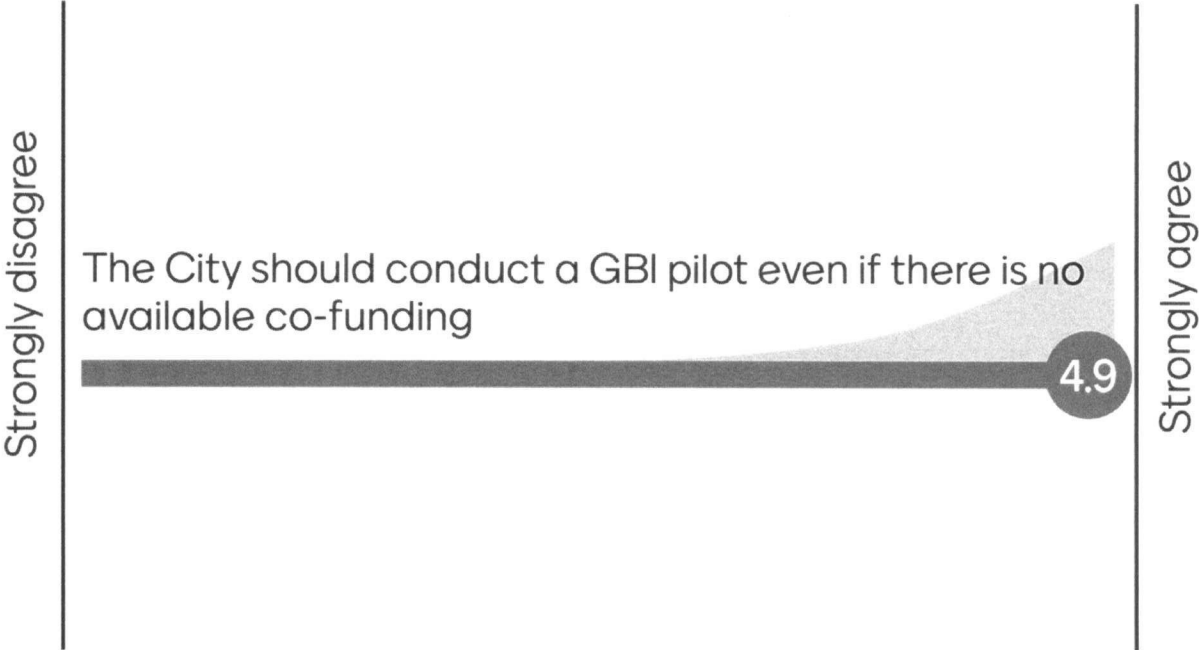 Strongly disagree
The City should conduct a GBI pilot even if there is no
available co-funding
4.9
Strongly agree